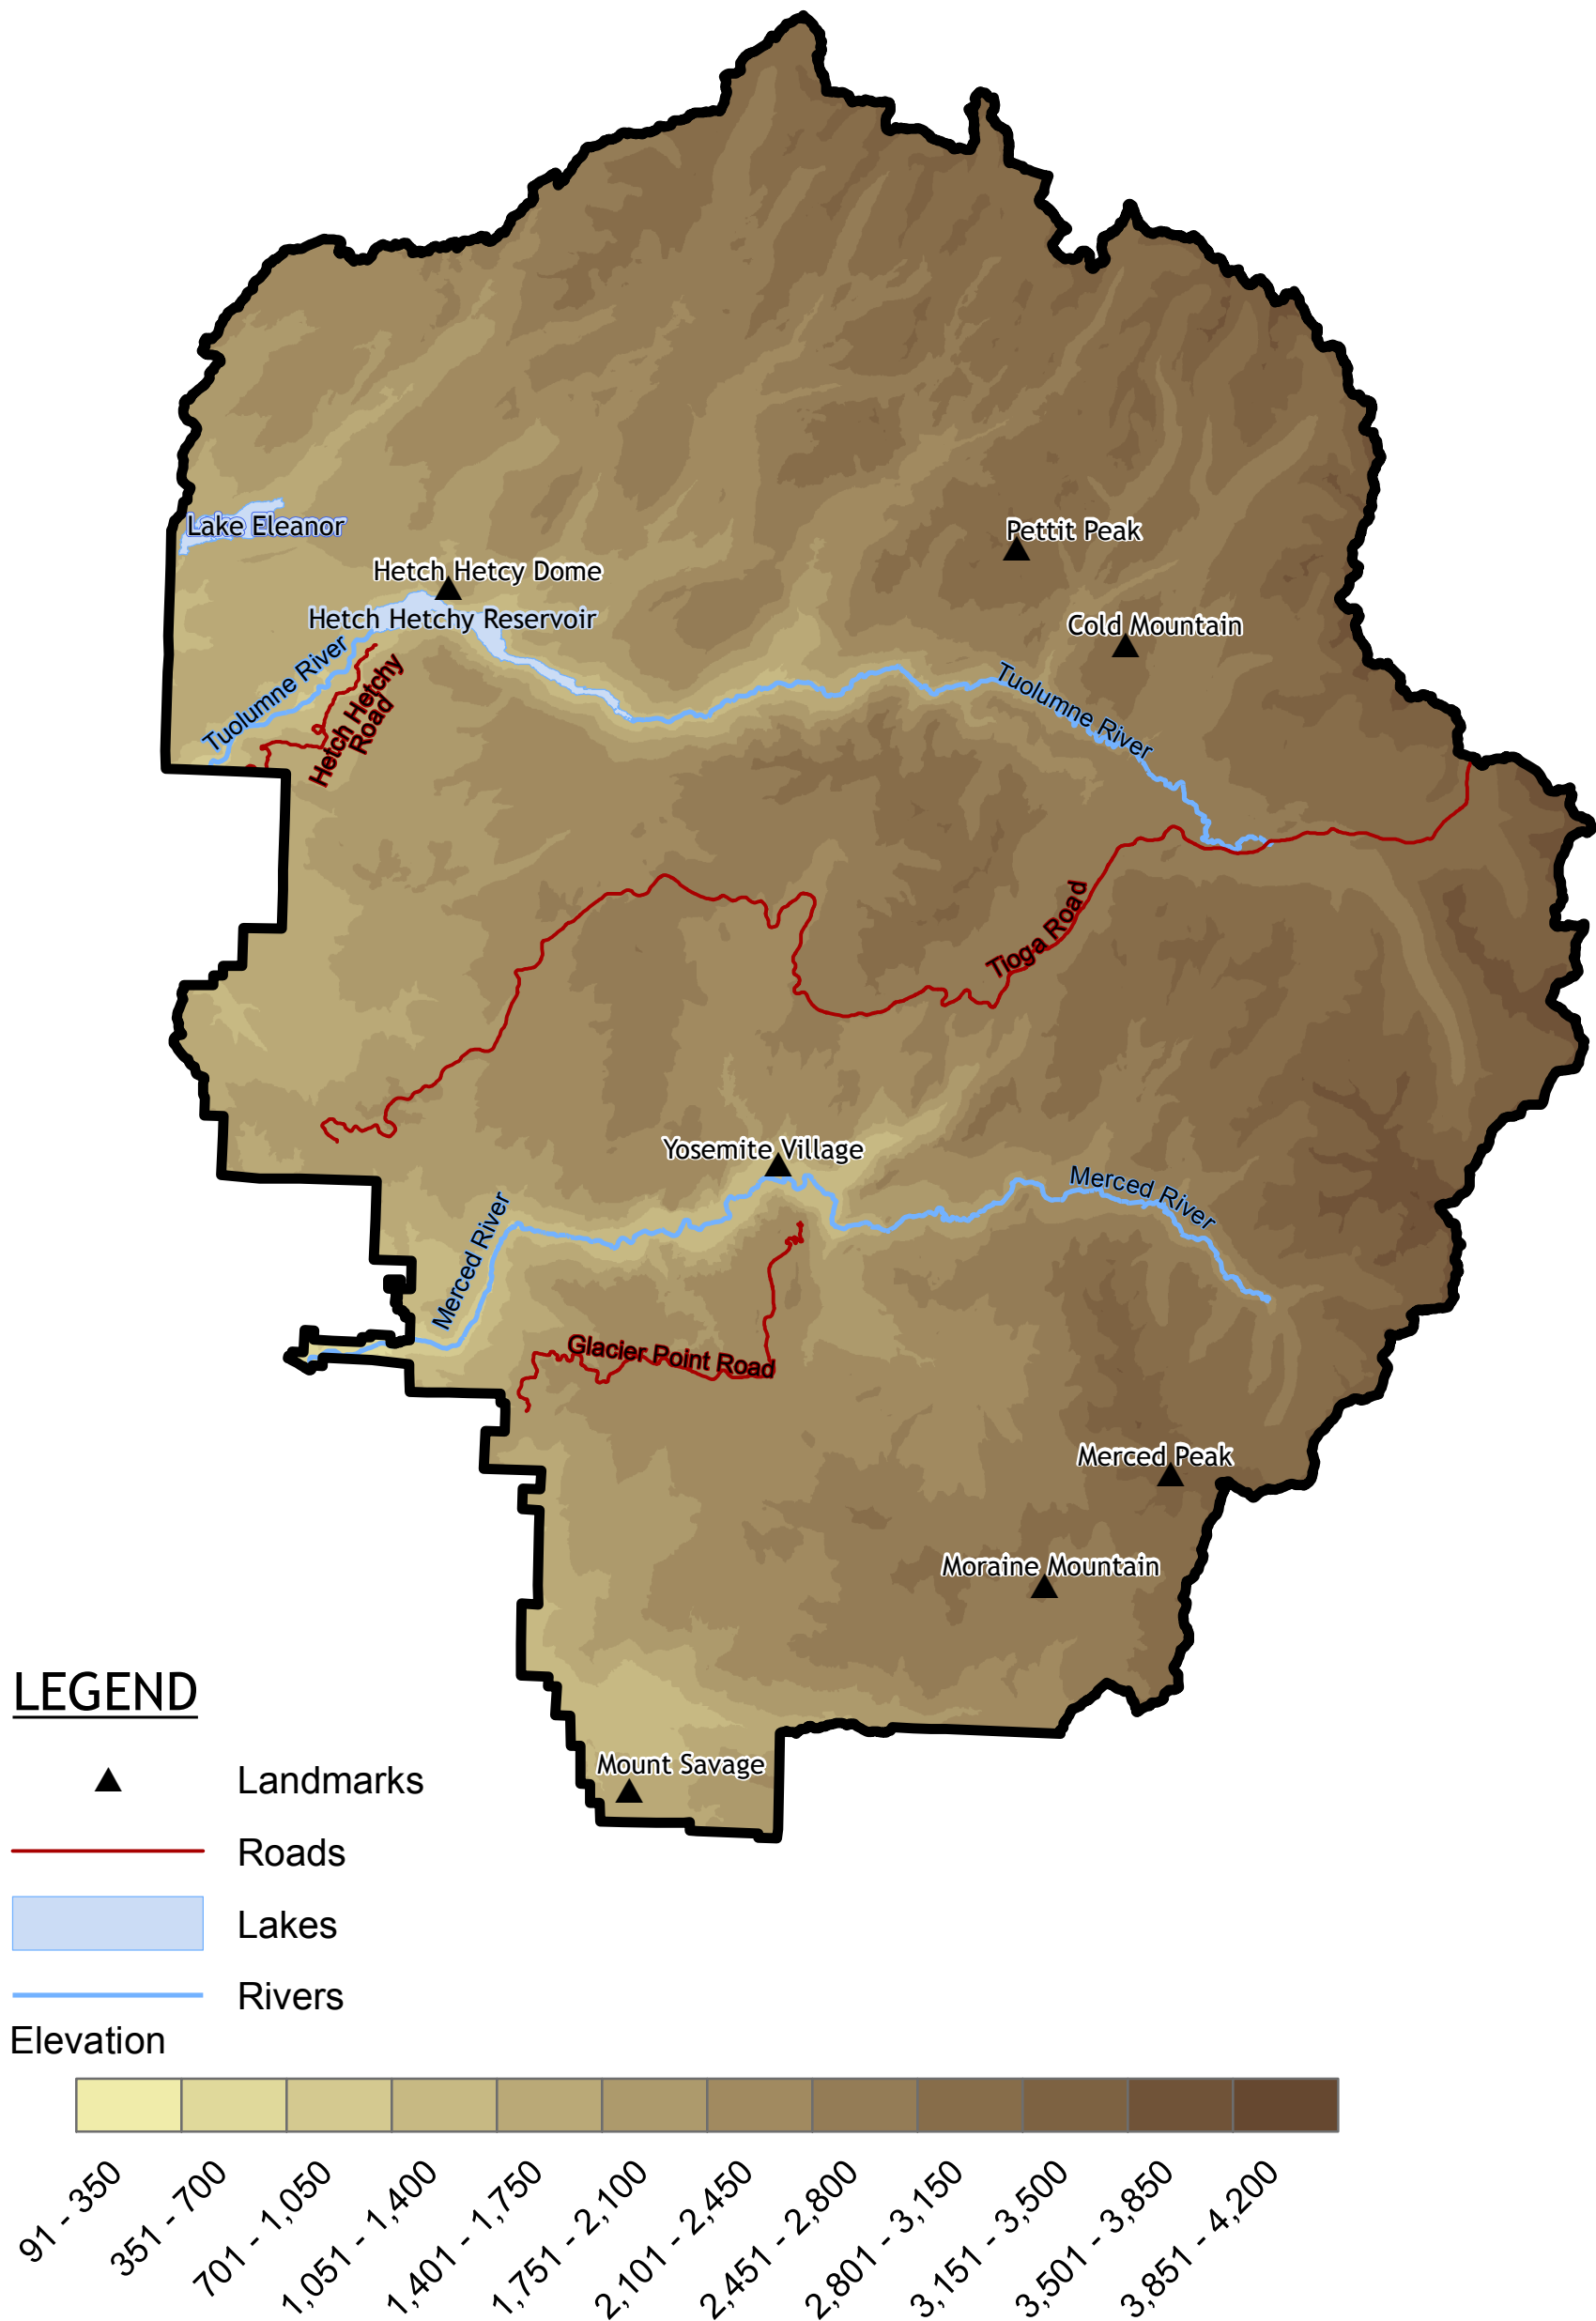 Lake Eleanor
Pettit Peak
Hetch Hetcy Dome
Hetch Hetchy Reservoir
Cold Mountain
Tuolumne River
Hetch Hetchy
Road
Tuolumne River
Tioga Road
Yosemite Village
Merced River
Merced River
Glacier Point Road
Merced Peak
Moraine Mountain
Mount Savage
LEGEND
Landmarks
Roads
Lakes
Rivers
Elevation
91 - 350
351 - 700
701 - 1,050
1,051 - 1,400
1,401 - 1,750
1,751 - 2,100
2,101 - 2,450
2,451 - 2,800
2,801 - 3,150
3,151 - 3,500
3,501 - 3,850
3,851 - 4,200